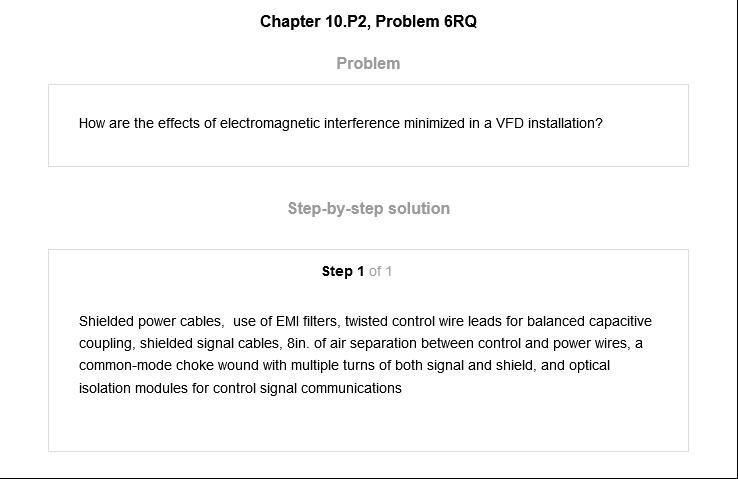 Chapter 10.P2, Problem 6RQ
Problem
How are the effects of electromagnetic interference minimized in a VFD installation?
Step-by-step solution
Step 1 of 1
Shielded power cables,  use of EMI filters, twisted control wire leads for balanced capacitive
coupling, shielded signal cables, 8in. of air separation between control and power wires, a
common-mode choke wound with multiple turns of both signal and shield, and optical
isolation modules for control signal communications